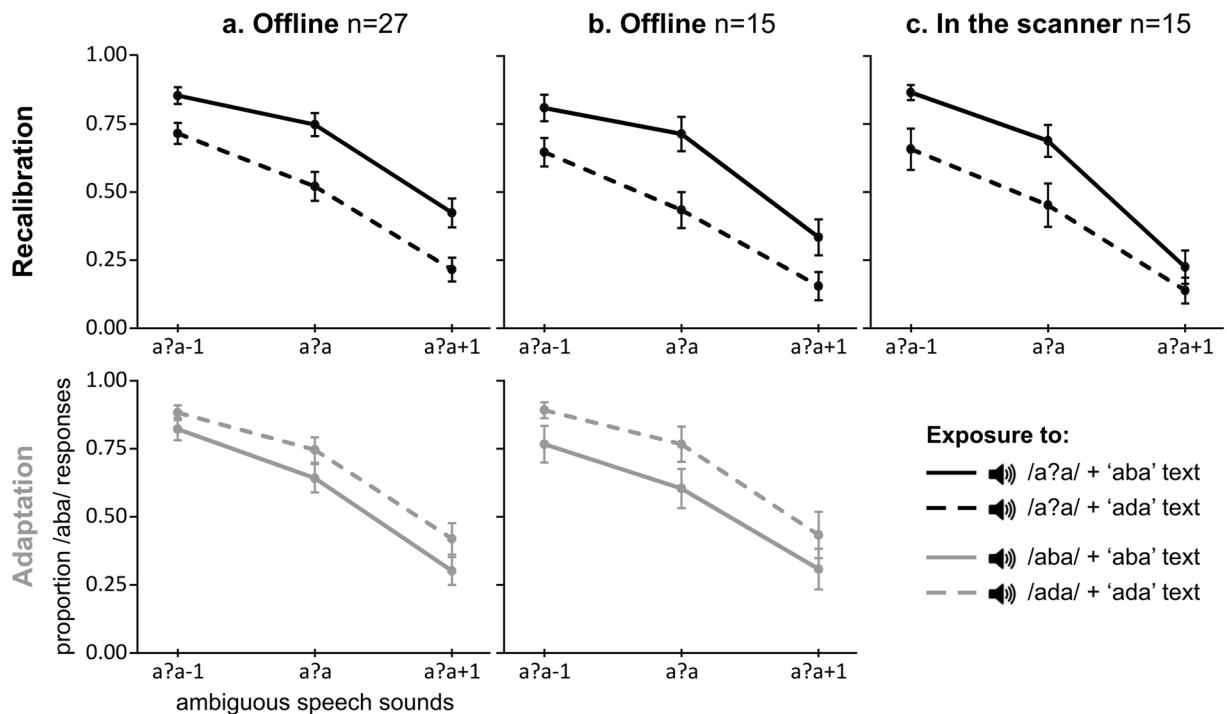 a. Offline n=27
b. Offline n=15
c. In the scanner n=15
Recalibration
1.00
0.75
0.50
0.25
0.00
a?a-1
a?a
a?a+1
a?a-1
a?a
a?a+1
a?a-1
a?a
a?a+1
Adaptation
proportion /aba/ responses
1.00
0.75
0.50
0.25
0.00
a?a-1
a?a
a?a+1
a?a-1
a?a
a?a+1
ambiguous speech sounds
Exposure to:
/a?a/ + ‘aba’ text
/a?a/ + ‘ada’ text
/aba/ + ‘aba’ text
/ada/ + ‘ada’ text